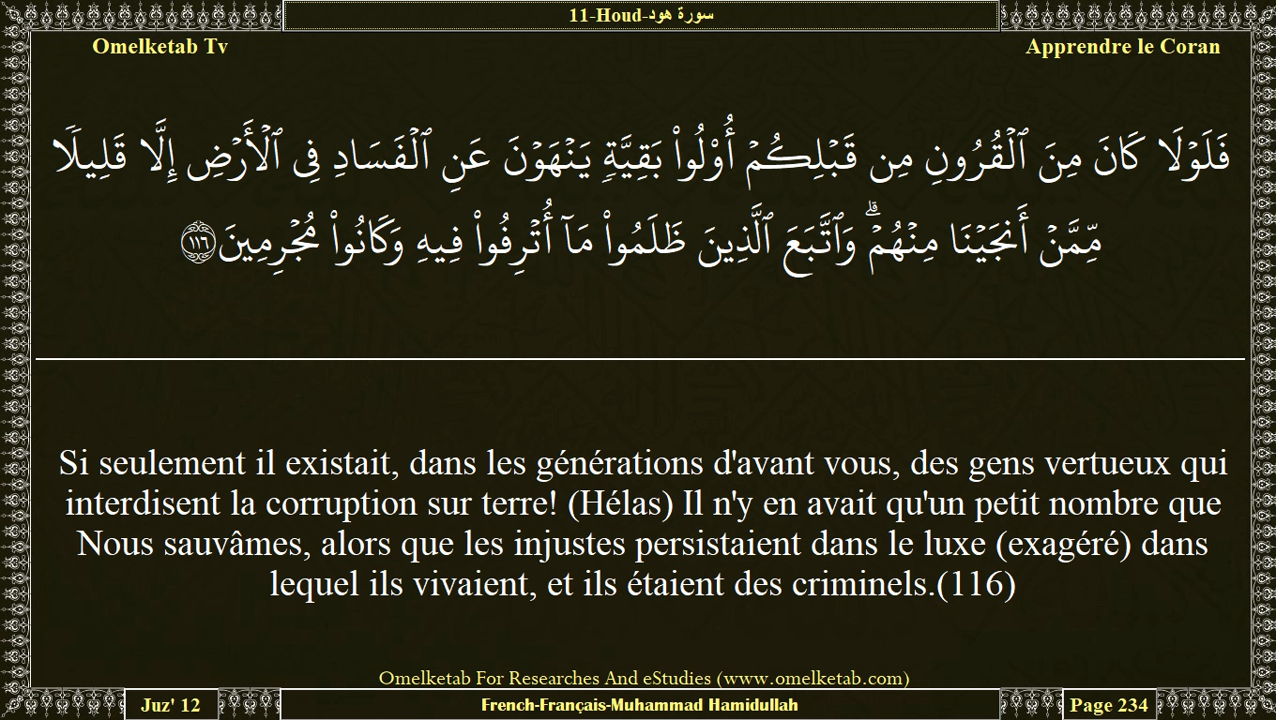 11-Houd-سورة هود
Omelketab Tv
Apprendre le Coran
فَلَوْلَا كَانَ مِنَ ٱلْقُرُونِ مِن قَبْلِكُمْ أُو۟لُوا۟ بَقِيَّةٍ يَنْهَوْنَ عَنِ ٱلْفَسَادِ فِى ٱلْأَرْضِ إِلَّا قَلِيلًا
مِّمَّنْ أَنجَيْنَا مِنْهُمْ ۗ وَٱتَّبَعَ ٱلَّذِينَ ظَلَمُوا۟ مَآ أُتْرِفُوا۟ فِيهِ وَكَانُوا۟ مُجْرِمِينَ ﴿١١٦﴾
Si seulement il existait, dans les générations d'avant vous, des gens vertueux qui
interdisent la corruption sur terre! (Hélas) Il n'y en avait qu'un petit nombre que
Nous sauvâmes, alors que les injustes persistaient dans le luxe (exagéré) dans
lequel ils vivaient, et ils étaient des criminels.(116)
Omelketab For Researches And eStudies (www.omelketab.com)
Juz' 12
French-Français-Muhammad Hamidullah
Page 234